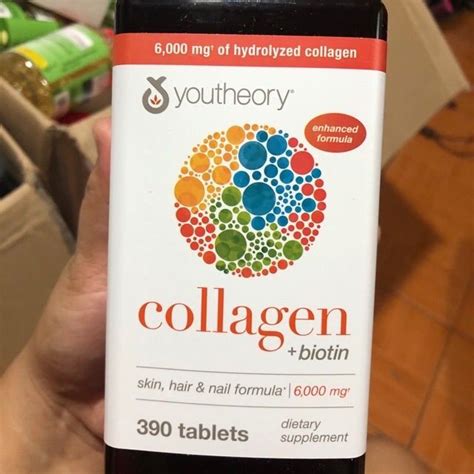 6,000 mg† of hydrolyzed collagen
youtheory®
enhanced
formula
collagen
+ biotin
skin, hair & nail formula* | 6,000 mg†
390 tablets
dietary
supplement